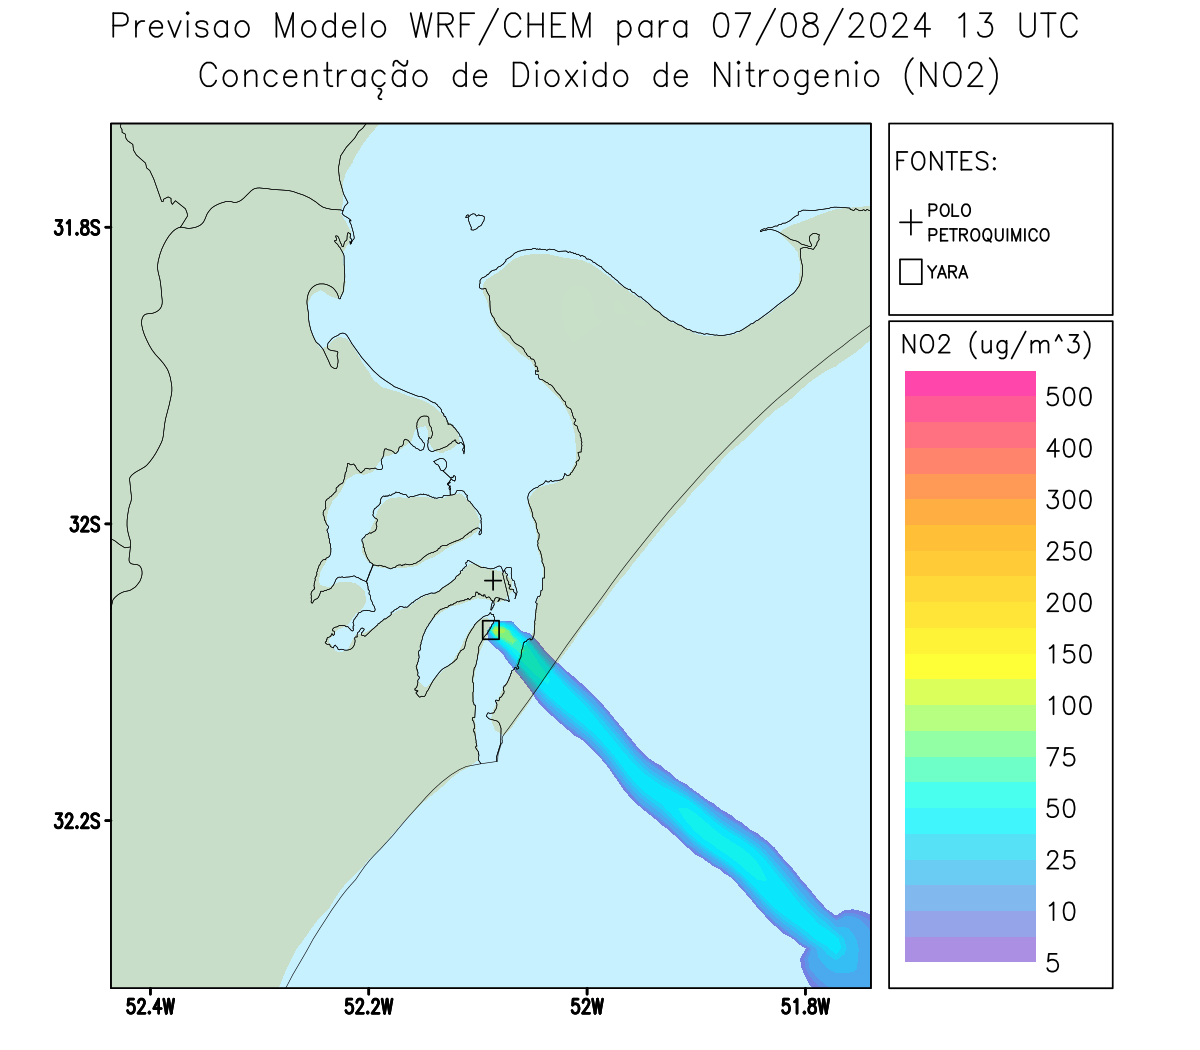 Previsao Modelo WRF/CHEM para 07/08/2024 13 UTC
Concentração de Dioxido de Nitrogenio (NO2)
FONTES:
POLO
PETROQUIMICO
YARA
NO2 (ug/m^3)
500
400
300
250
200
150
100
75
50
25
10
5
31.8S
32S
32.2S
52.4W
52.2W
52W
51.8W